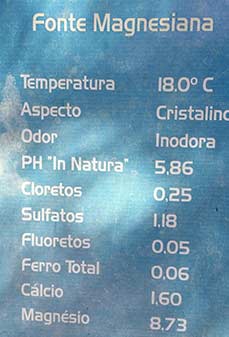 Fonte Magnesiana
Temperatura 18.0º C
Aspecto Cristalino
Odor Inodora
PH "In Natura" 5,86
Cloretos 0,25
Sulfatos 1,18
Fluoretos 0,05
Ferro Total 0,06
Cálcio 1,60
Magnésio 8,73